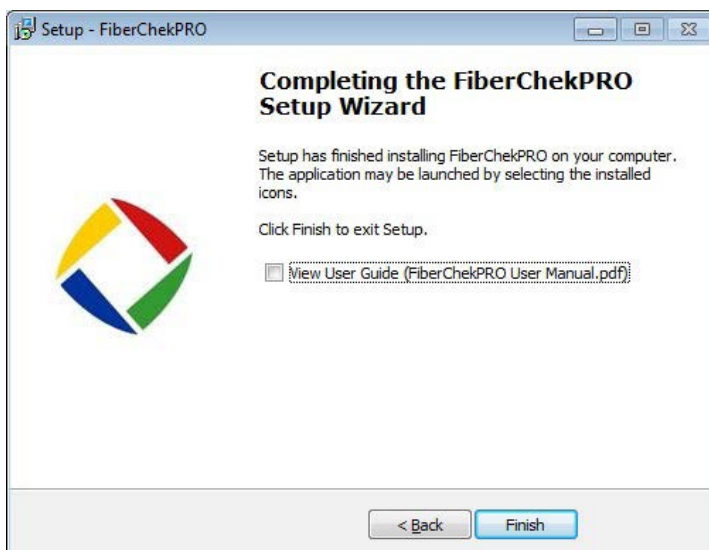 Setup - FiberChekPRO
Completing the FiberChekPRO
Setup Wizard
Setup has finished installing FiberChekPRO on your computer.
The application may be launched by selecting the installed
icons.
Click Finish to exit Setup.
View User Guide (FiberChekPRO User Manual.pdf)
< Back
Finish